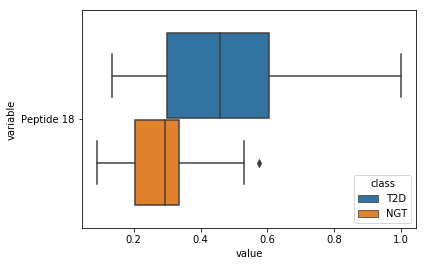 variable
Peptide 18
class
T2D
NGT
0.2 0.4 0.6 0.8 1.0
value